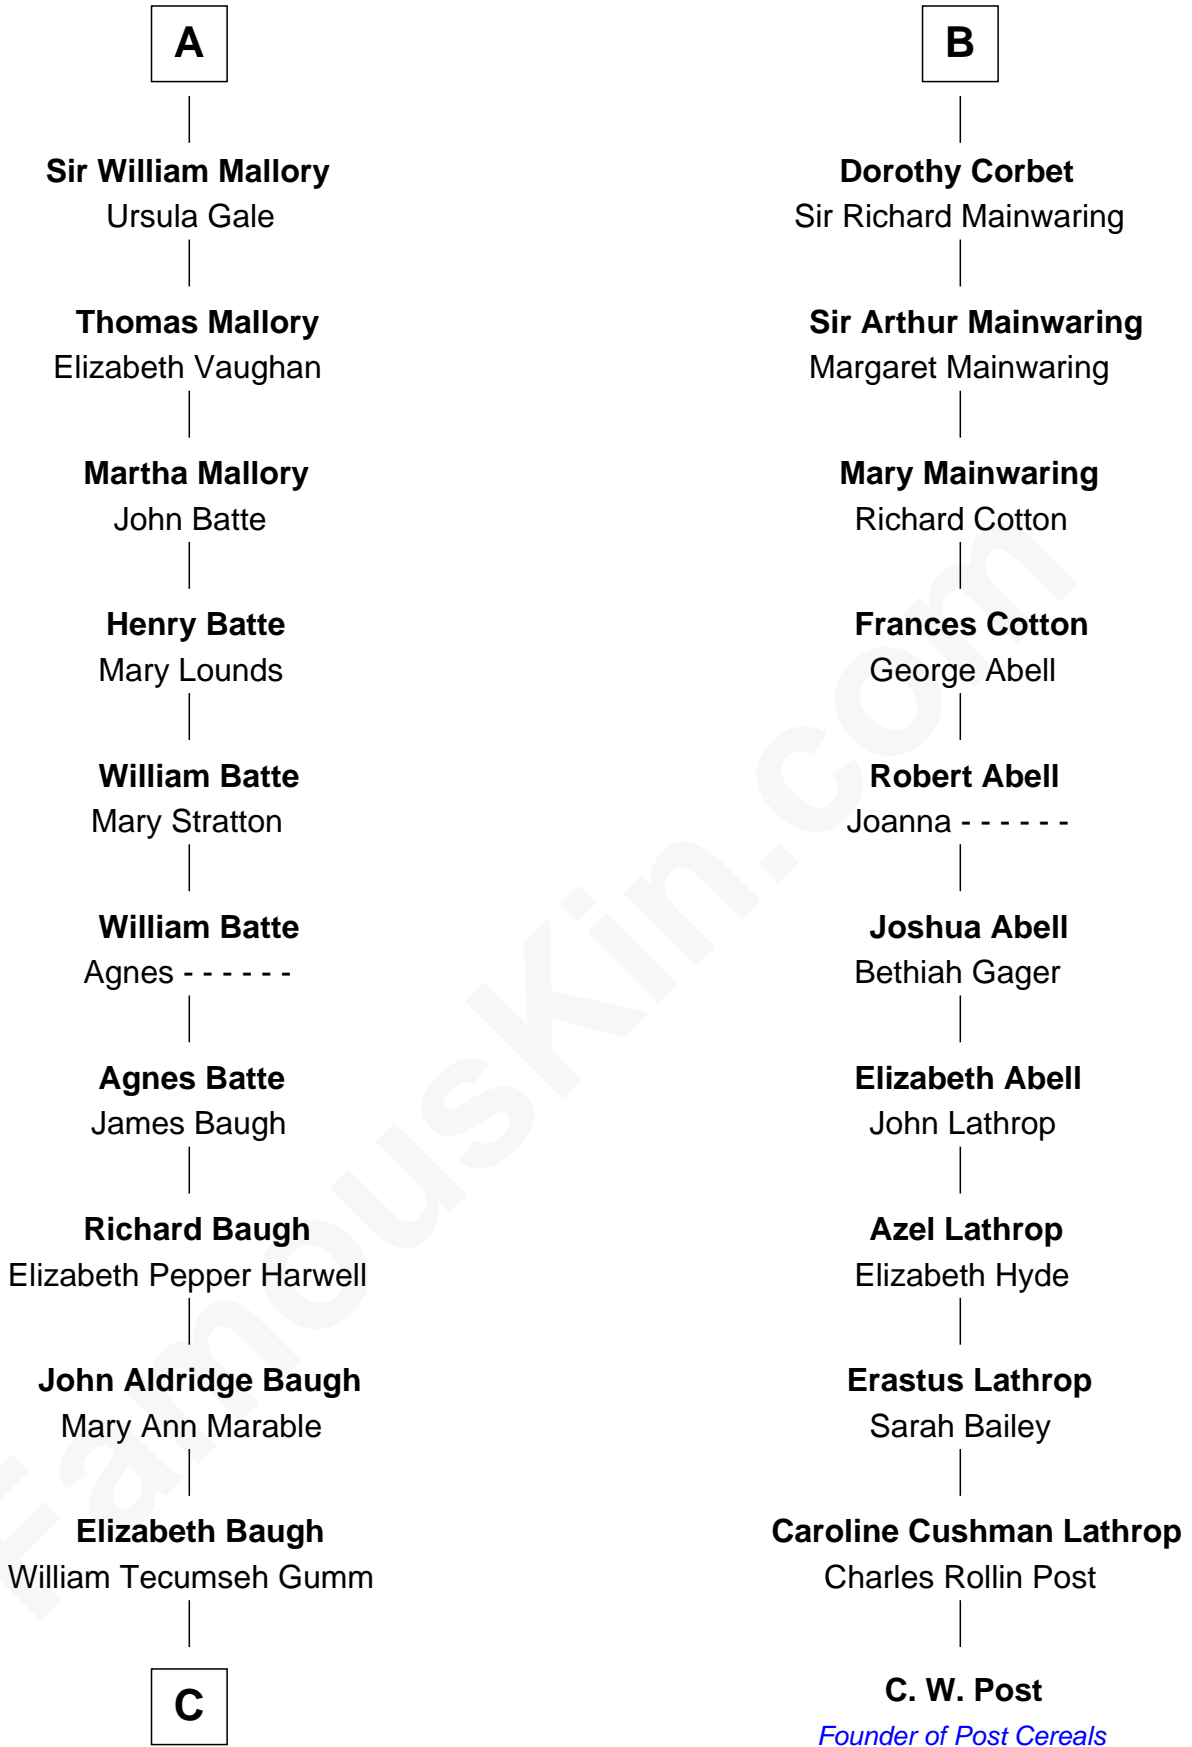 A
Sir William Mallory
Ursula Gale
Thomas Mallory
Elizabeth Vaughan
Martha Mallory
John Batte
Henry Batte
Mary Lounds
William Batte
Mary Stratton
William Batte
Agnes - - - - - -
Agnes Batte
James Baugh
Richard Baugh
Elizabeth Pepper Harwell
John Aldridge Baugh
Mary Ann Marable
Elizabeth Baugh
William Tecumseh Gumm
C
B
Dorothy Corbet
Sir Richard Mainwaring
Sir Arthur Mainwaring
Margaret Mainwaring
Mary Mainwaring
Richard Cotton
Frances Cotton
George Abell
Robert Abell
Joanna - - - - - -
Joshua Abell
Bethiah Gager
Elizabeth Abell
John Lathrop
Azel Lathrop
Elizabeth Hyde
Erastus Lathrop
Sarah Bailey
Caroline Cushman Lathrop
Charles Rollin Post
C. W. Post
Founder of Post Cereals
FamousKin.com